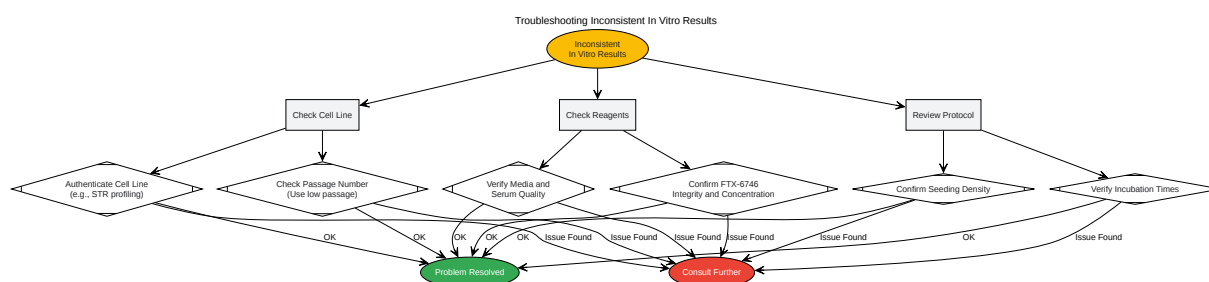 Troubleshooting Inconsistent In Vitro Results
Inconsistent
In Vitro Results
Check Cell Line
Check Reagents
Review Protocol
Authenticate Cell Line
(e.g., STR profiling)
Check Passage Number
(Use low passage)
Verify Media and
Serum Quality
Confirm FTX-6746
Integrity and Concentration
Confirm Seeding Density
Verify Incubation Times
OK
OK
OK
OK
Issue Found
Issue Found
Issue Found
Issue Found
Issue Found
OK
Issue Found
Problem Resolved
Consult Further